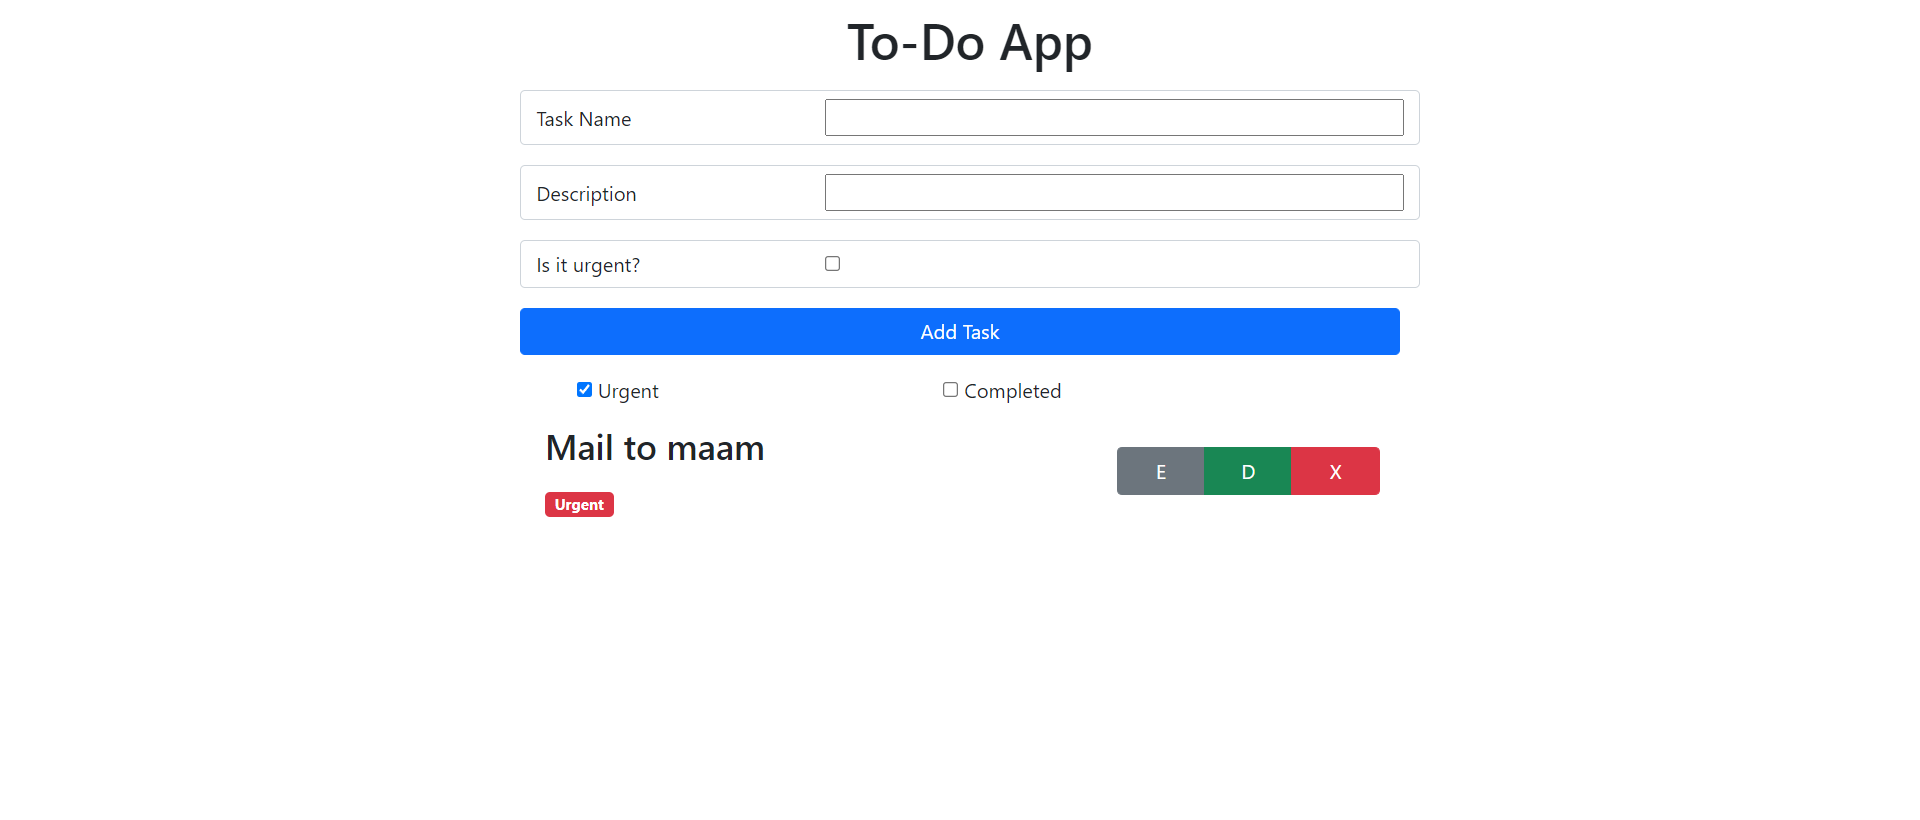 To-Do App
Task Name
Description
Is it urgent?
Add Task
Urgent Completed
Mail to maam
E D X
Urgent